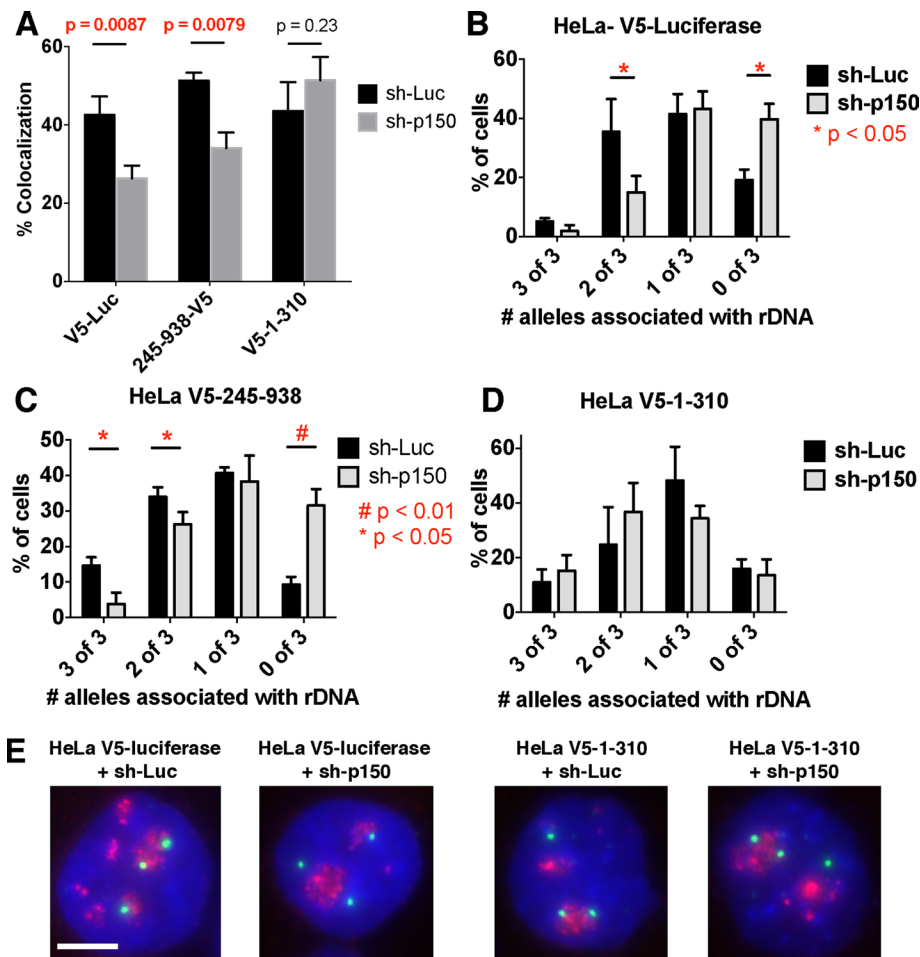 A
p = 0.0087
p = 0.0079
p = 0.23
% Colocalization
60
40
20
0
V5-Luc
245-938-V5
V5-1-310
sh-Luc
sh-p150
B
HeLa- V5-Luciferase
% of cells
60
40
20
0
*
*
3 of 3
2 of 3
1 of 3
0 of 3
# alleles associated with rDNA
sh-Luc
sh-p150
* p < 0.05
C
HeLa V5-245-938
% of cells
50
40
30
20
10
0
*
*
#
3 of 3
2 of 3
1 of 3
0 of 3
# alleles associated with rDNA
sh-Luc
sh-p150
# p < 0.01
* p < 0.05
D
HeLa V5-1-310
% of cells
60
40
20
0
3 of 3
2 of 3
1 of 3
0 of 3
# alleles associated with rDNA
sh-Luc
sh-p150
E
HeLa V5-luciferase
+ sh-Luc
HeLa V5-luciferase
+ sh-p150
HeLa V5-1-310
+ sh-Luc
HeLa V5-1-310
+ sh-p150